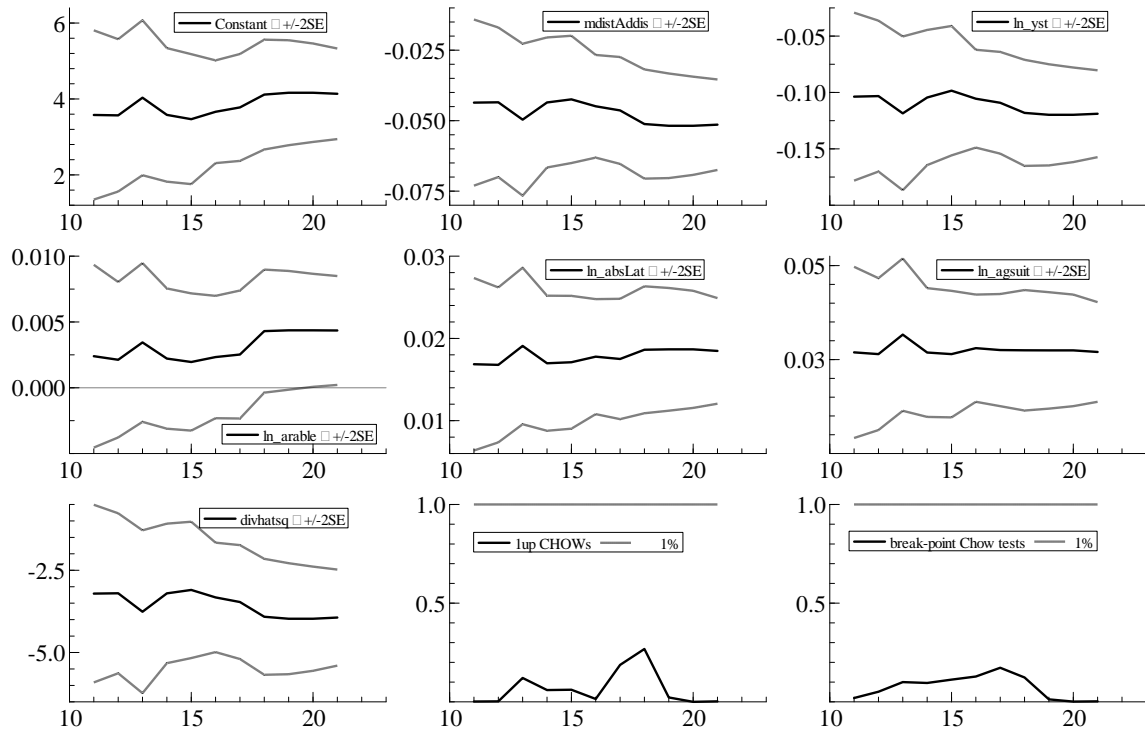 Constant □ +/-2SE
6
4
2
10 15 20
mdistAddis □ +/-2SE
-0.025
-0.050
-0.075
10 15 20
ln_yst □ +/-2SE
-0.05
-0.10
-0.15
10 15 20
0.010
0.005
0.000
ln_arable □ +/-2SE
10 15 20
0.03
ln_absLat □ +/-2SE
0.02
0.01
10 15 20
0.05
ln_agsuit □ +/-2SE
0.03
10 15 20
divhatsq □ +/-2SE
-2.5
-5.0
10 15 20
1.0
1up CHOWs 1%
0.5
10 15 20
1.0
break-point Chow tests 1%
0.5
10 15 20